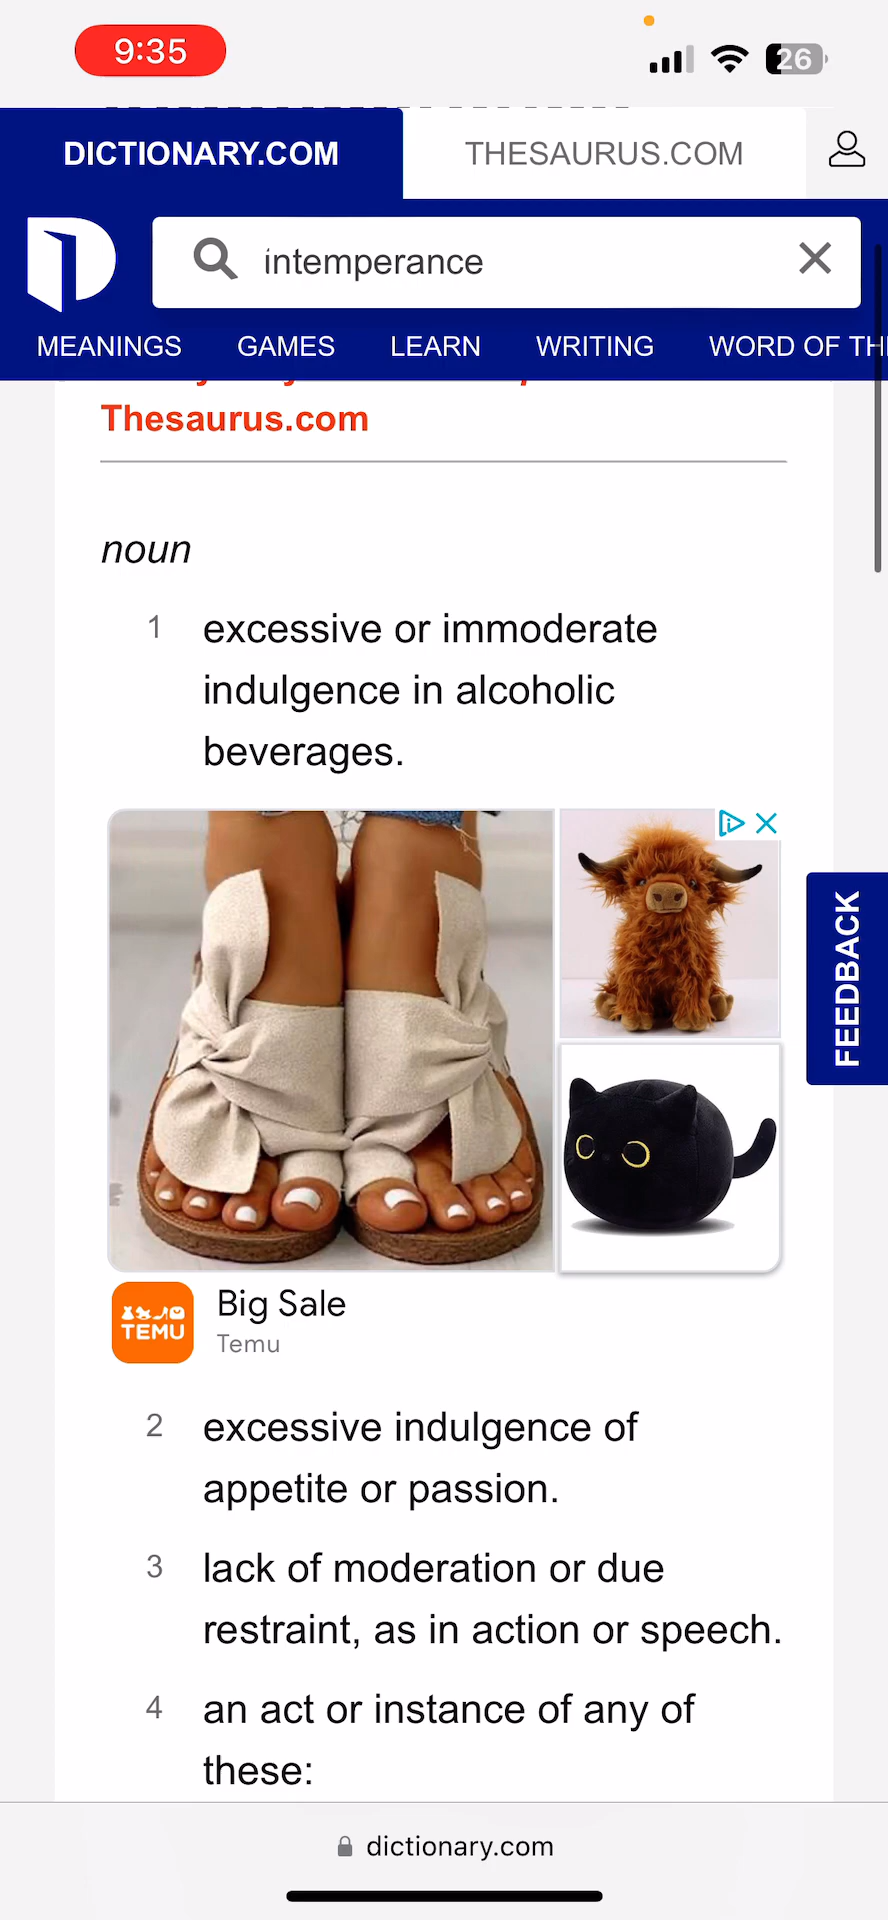 9:35
26
DICTIONARY.COM
THESAURUS.COM
intemperance
MEANINGS GAMES LEARN WRITING WORD OF TH
Thesaurus.com
noun
1 excessive or immoderate
indulgence in alcoholic
beverages.
FEEDBACK
TEMU
Big Sale
Temu
2 excessive indulgence of
appetite or passion.
3 lack of moderation or due
restraint, as in action or speech.
4 an act or instance of any of
these:
dictionary.com